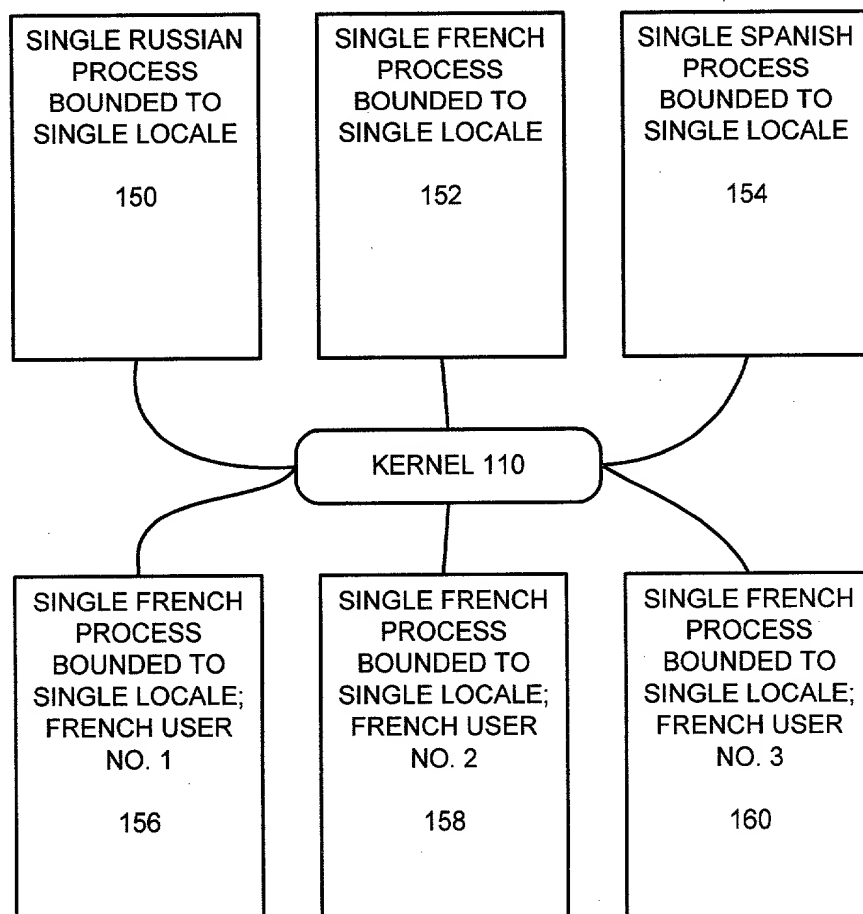 SINGLE RUSSIAN
PROCESS
BOUNDED TO
SINGLE LOCALE
150
SINGLE FRENCH
PROCESS
BOUNDED TO
SINGLE LOCALE
152
SINGLE SPANISH
PROCESS
BOUNDED TO
SINGLE LOCALE
154
KERNEL 110
SINGLE FRENCH
PROCESS
BOUNDED TO
SINGLE LOCALE;
FRENCH USER
NO. 1
156
SINGLE FRENCH
PROCESS
BOUNDED TO
SINGLE LOCALE;
FRENCH USER
NO. 2
158
SINGLE FRENCH
PROCESS
BOUNDED TO
SINGLE LOCALE;
FRENCH USER
NO. 3
160